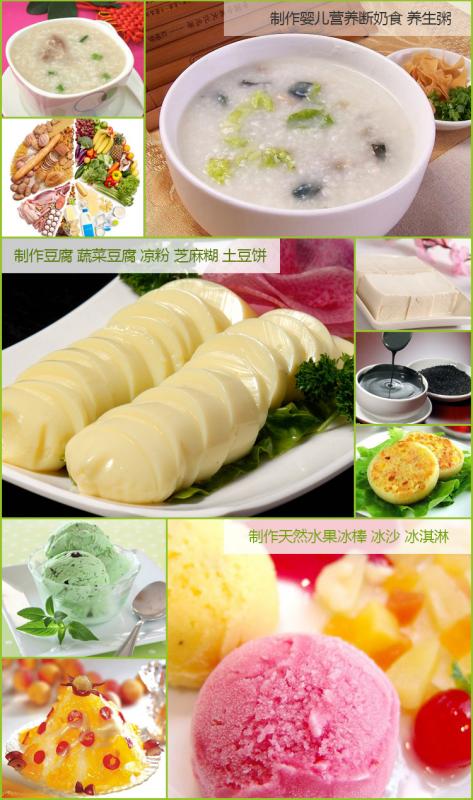 制作婴儿营养断奶食 养生粥
制作豆腐 蔬菜豆腐 凉粉 芝麻糊 土豆饼
制作天然水果冰棒 冰沙 冰淇淋